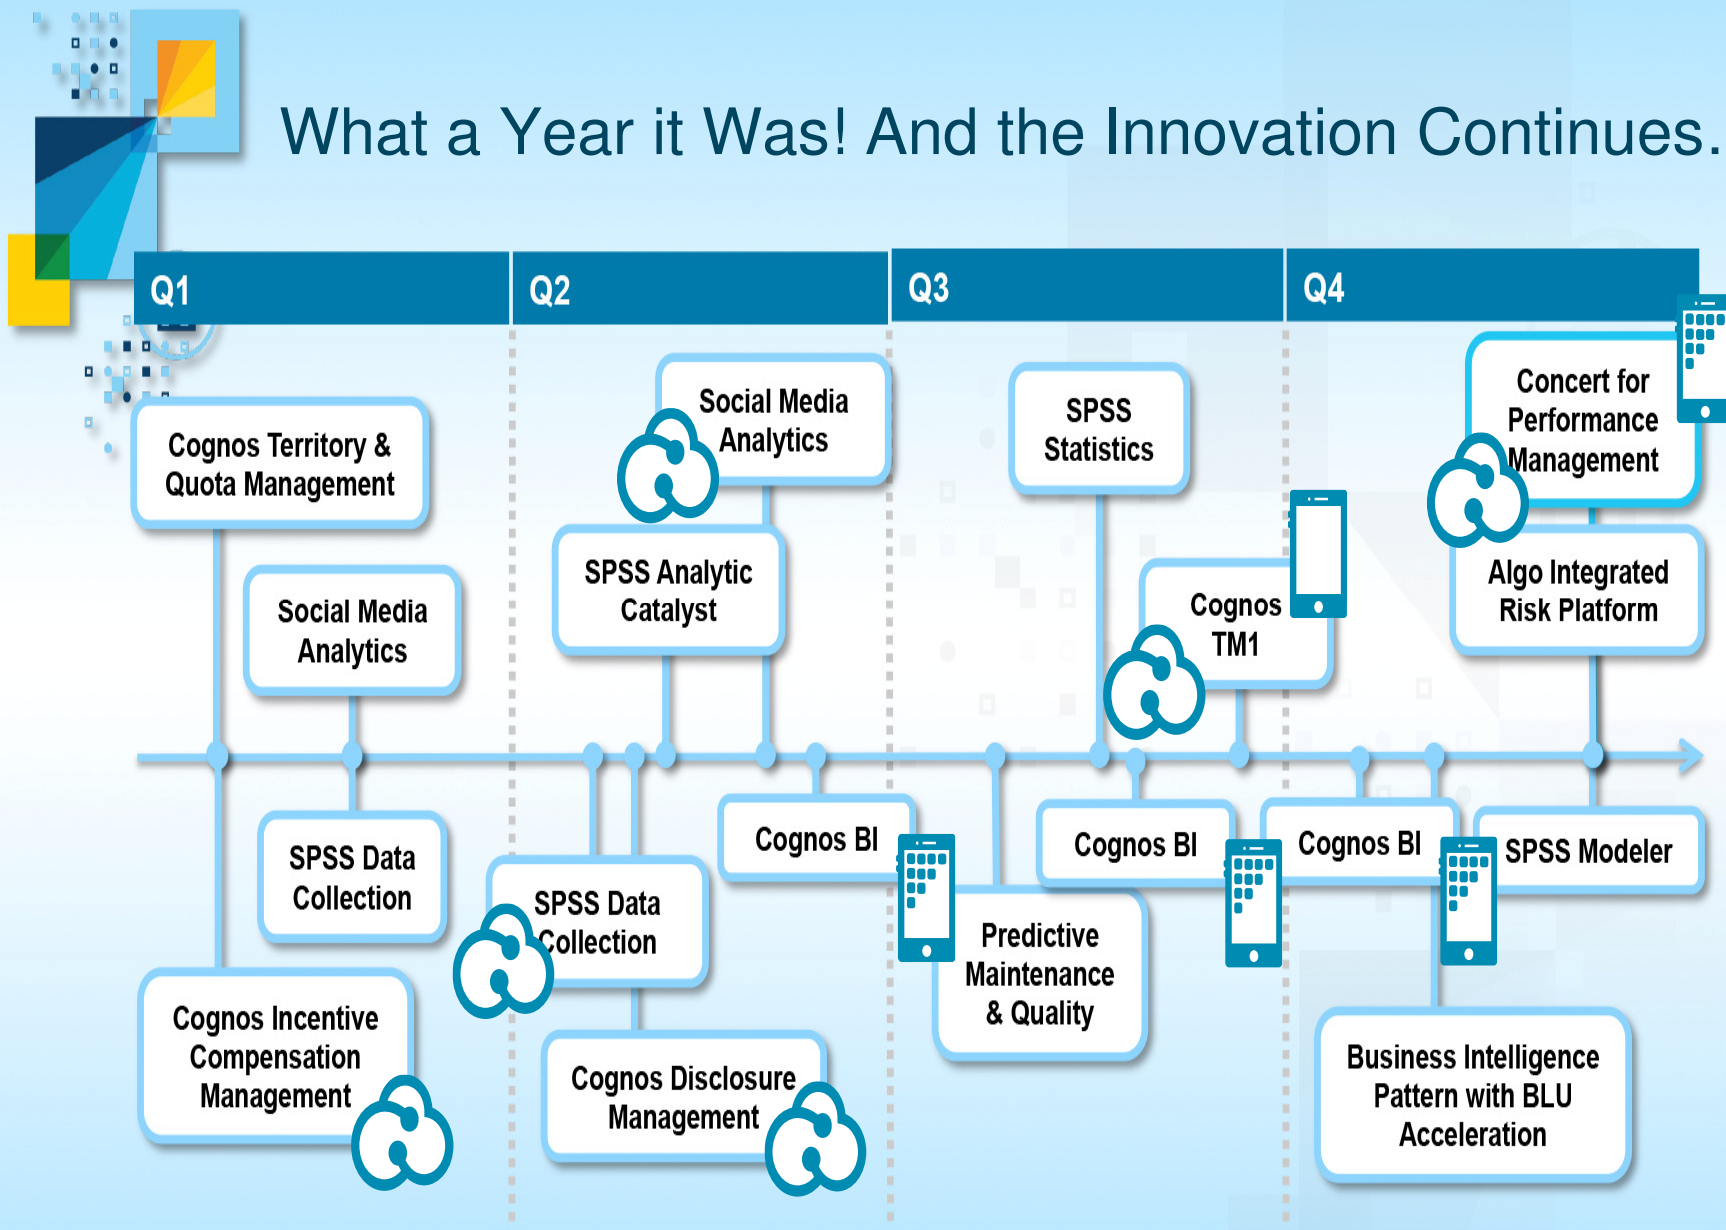 What a Year it Was! And the Innovation Continues.
Q1
Q2
Q3
Q4
Cognos Territory &
Quota Management
Social Media
Analytics
SPSS Data
Collection
Cognos Incentive
Compensation
Management
Social Media
Analytics
SPSS Analytic
Catalyst
Cognos BI
SPSS Data
Collection
Cognos Disclosure
Management
SPSS
Statistics
Cognos
TM1
Cognos BI
Predictive
Maintenance
& Quality
Concert for
Performance
Management
Algo Integrated
Risk Platform
Cognos BI
SPSS Modeler
Business Intelligence
Pattern with BLU
Acceleration